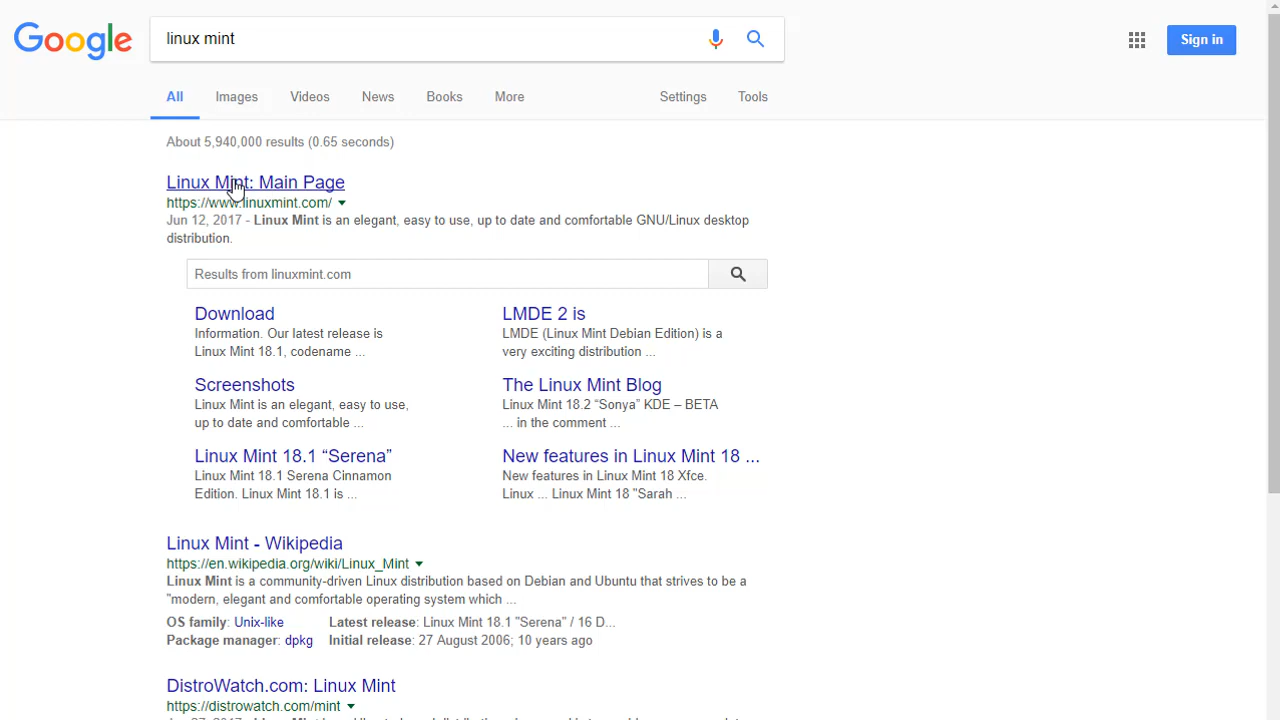 Google
linux mint
Sign in
All Images Videos News Books More Settings Tools
About 5,940,000 results (0.65 seconds)
Linux Mint: Main Page
https://www.linuxmint.com/
Jun 12, 2017 - Linux Mint is an elegant, easy to use, up to date and comfortable GNU/Linux desktop
distribution.
Results from linuxmint.com
Download
Information. Our latest release is
Linux Mint 18.1, codename ...
LMDE 2 is
LMDE (Linux Mint Debian Edition) is a
very exciting distribution ...
Screenshots
Linux Mint is an elegant, easy to use,
up to date and comfortable ...
The Linux Mint Blog
Linux Mint 18.2 “Sonya” KDE – BETA
... in the comment ...
Linux Mint 18.1 “Serena”
Linux Mint 18.1 Serena Cinnamon
Edition. Linux Mint 18.1 is ...
New features in Linux Mint 18 ...
New features in Linux Mint 18 Xfce.
Linux ... Linux Mint 18 "Sarah ...
Linux Mint - Wikipedia
https://en.wikipedia.org/wiki/Linux_Mint
Linux Mint is a community-driven Linux distribution based on Debian and Ubuntu that strives to be a
"modern, elegant and comfortable operating system which ...
OS family: Unix-like Latest release: Linux Mint 18.1 "Serena" / 16 D...
Package manager: dpkg Initial release: 27 August 2006; 10 years ago
DistroWatch.com: Linux Mint
https://distrowatch.com/mint